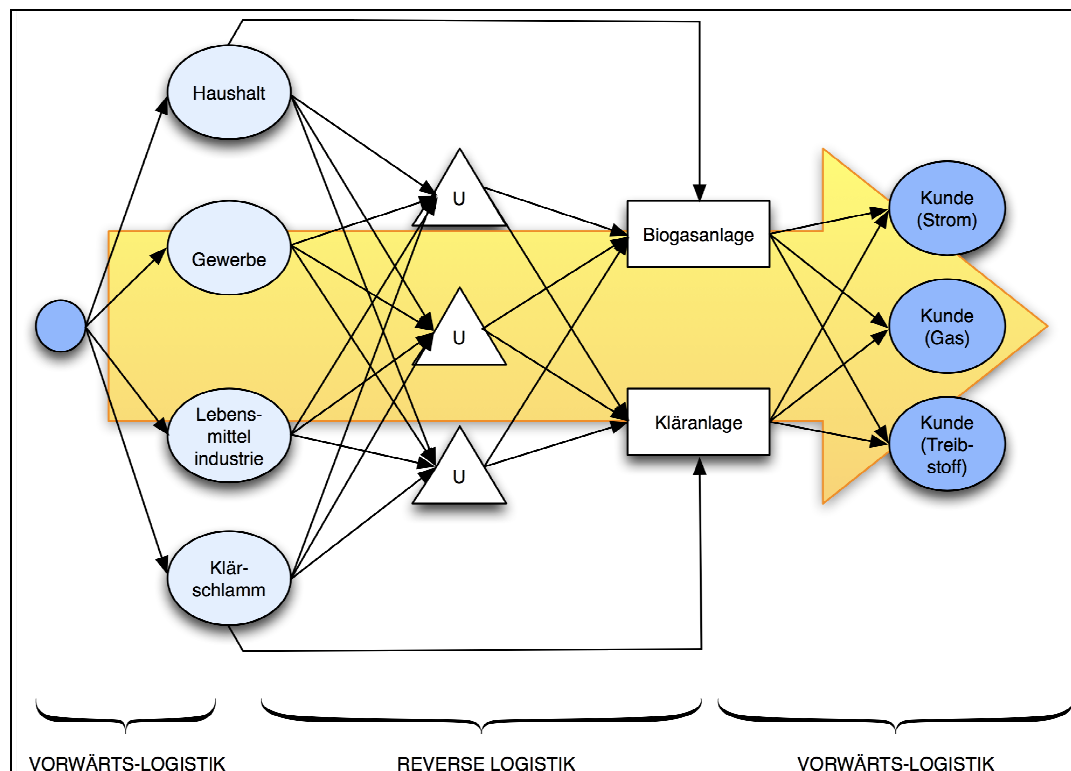 Haushalt
Gewerbe
Lebens-
mittel
industrie
Klär-
schlamm
U
U
U
Biogasanlage
Kläranlage
Kunde
(Strom)
Kunde
(Gas)
Kunde
(Treib-
stoff)
VORWÄRTS-LOGISTIK
REVERSE LOGISTIK
VORWÄRTS-LOGISTIK